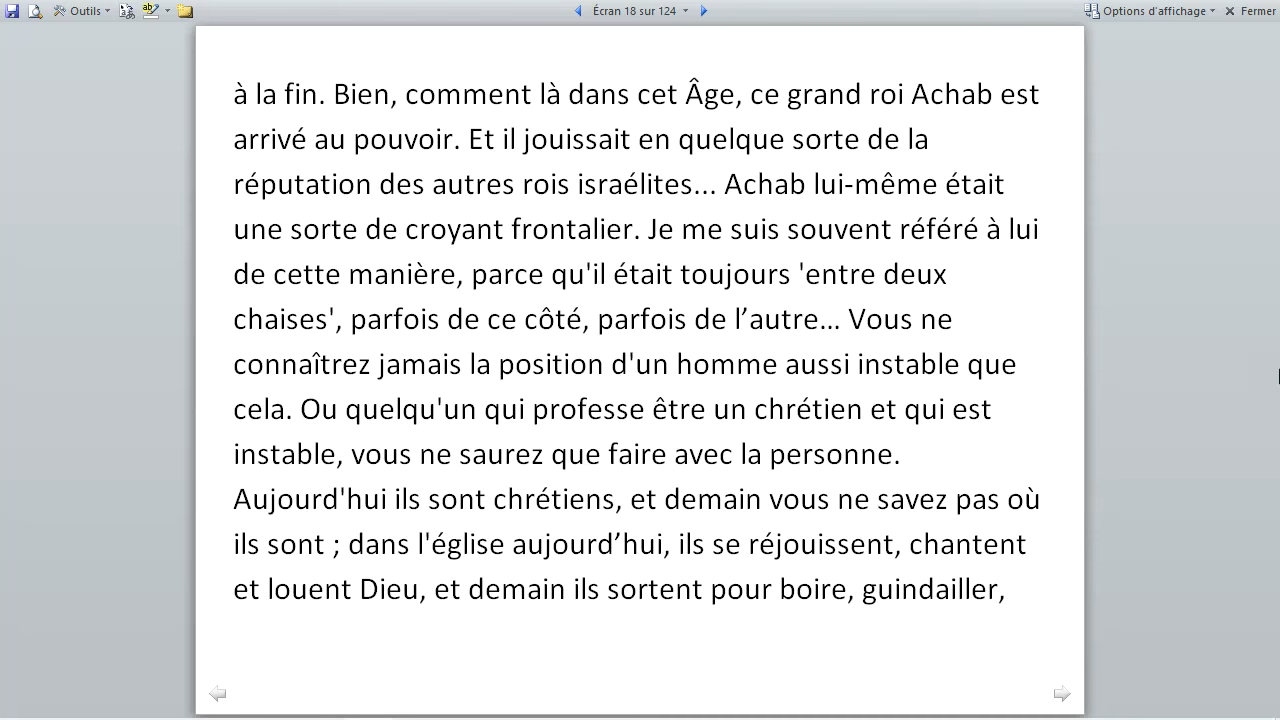 Outils
Écran 18 sur 124
Options d'affichage
Fermer
à la fin. Bien, comment là dans cet Âge, ce grand roi Achab est
arrivé au pouvoir. Et il jouissait en quelque sorte de la
réputation des autres rois israélites... Achab lui-même était
une sorte de croyant frontalier. Je me suis souvent référé à lui
de cette manière, parce qu'il était toujours 'entre deux
chaises', parfois de ce côté, parfois de l’autre… Vous ne
connaîtrez jamais la position d'un homme aussi instable que
cela. Ou quelqu'un qui professe être un chrétien et qui est
instable, vous ne saurez que faire avec la personne.
Aujourd'hui ils sont chrétiens, et demain vous ne savez pas où
ils sont ; dans l'église aujourd’hui, ils se réjouissent, chantent
et louent Dieu, et demain ils sortent pour boire, guindailler,